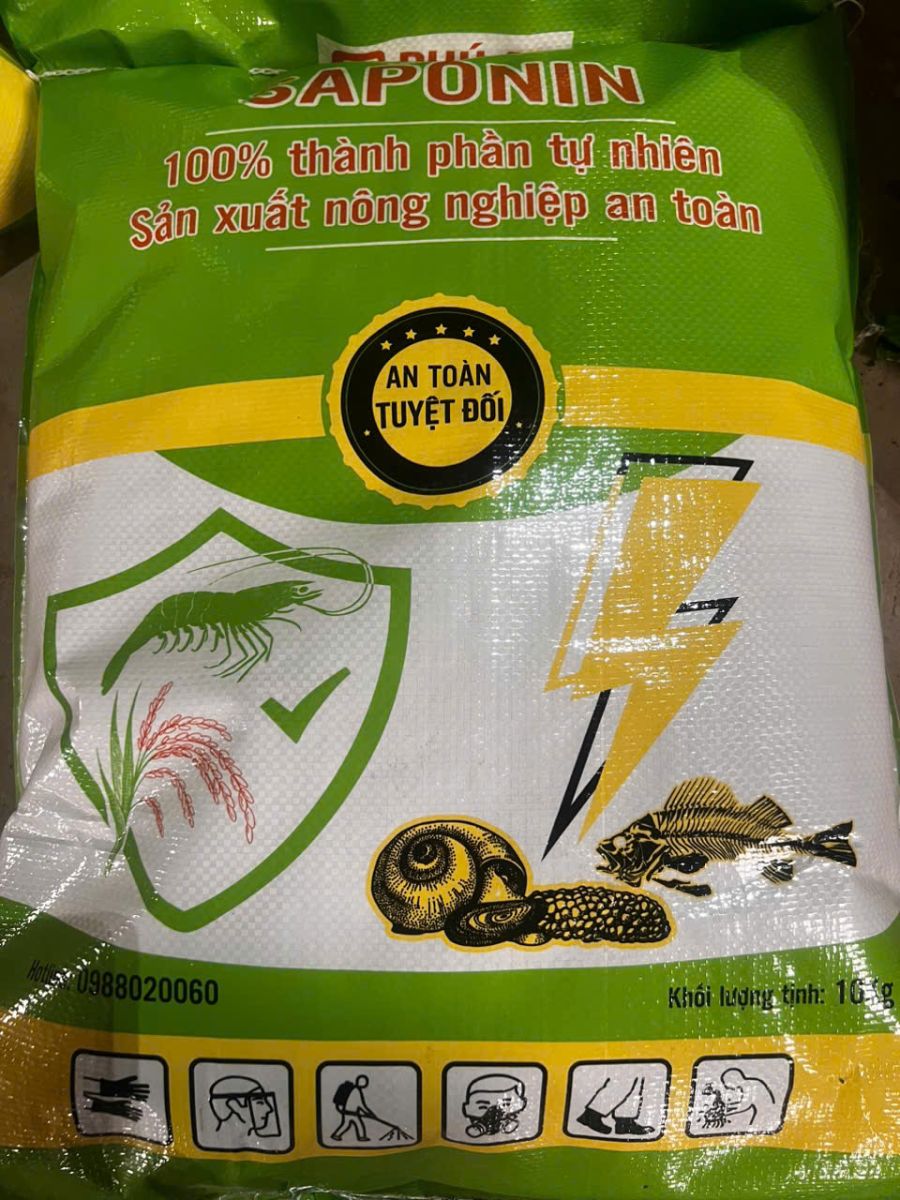 SAPONIN
100% thành phần tự nhiên
Sản xuất nông nghiệp an toàn
AN TOÀN
TUYỆT ĐỐI
Hotline: 0988020060
Khối lượng tịnh: